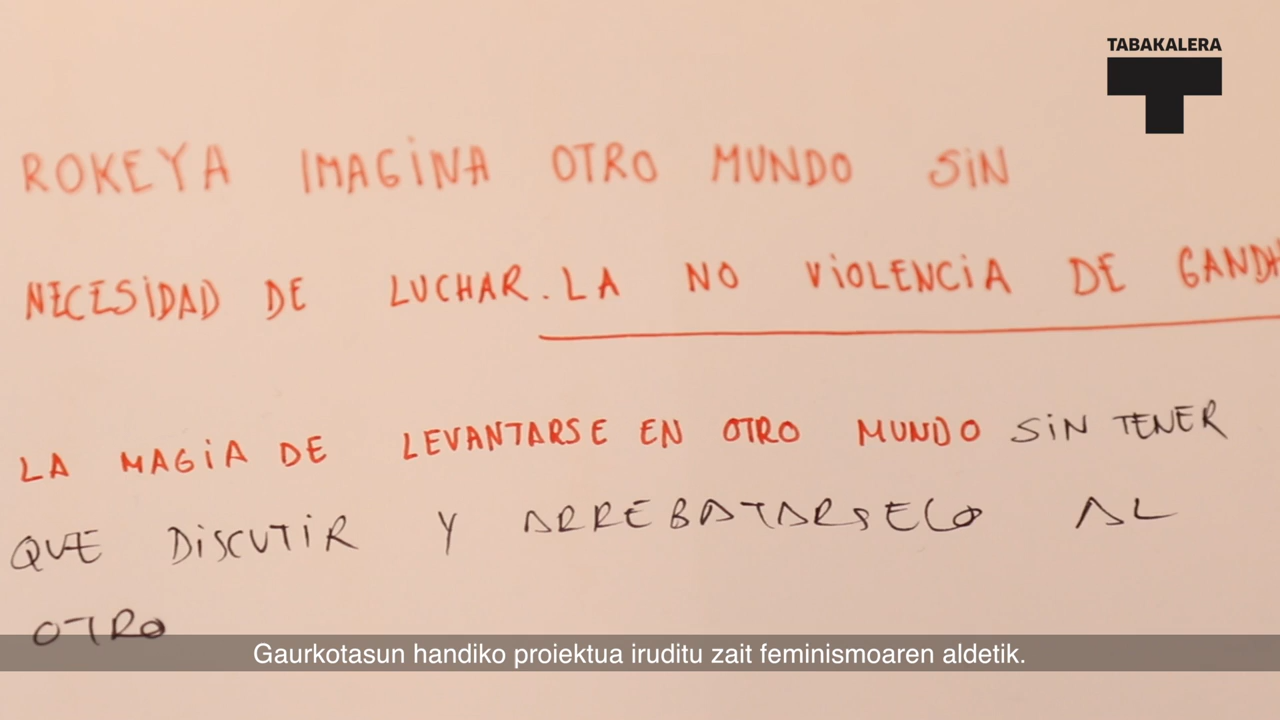 TABAKALERA
ROKEYA IMAGINA OTRO MUNDO SIN
NECESIDAD DE LUCHAR. LA NO VIOLENCIA DE
LA MAGIA DE LEVANTARSE EN OTRO MUNDO SIN TENER
QUE DISCUTIR Y ARREBATARSELO AL
OTRO
Gaurkotasun handiko proiektua iruditu zait feminismoaren aldetik.